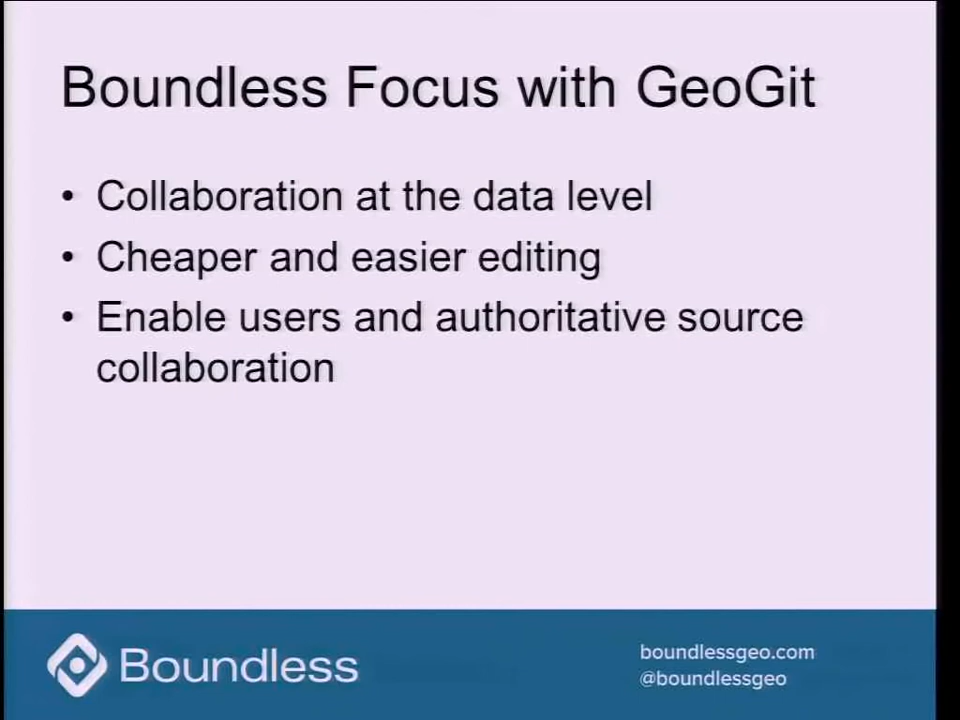 Boundless Focus with GeoGit
• Collaboration at the data level
• Cheaper and easier editing
• Enable users and authoritative source
collaboration
Boundless
boundlessgeo.com
@boundlessgeo